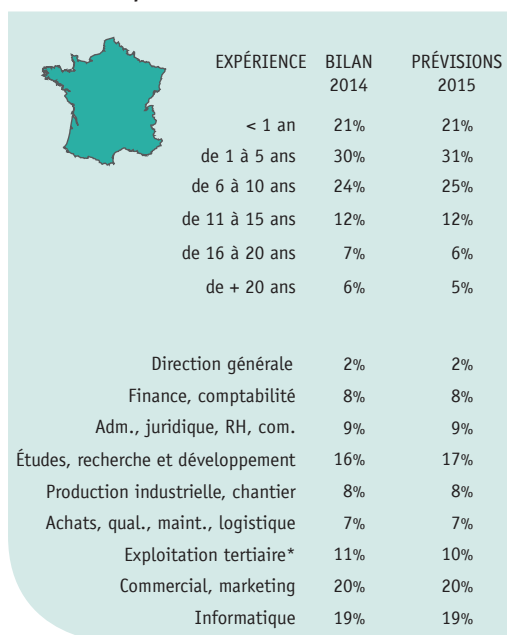 EXPÉRIENCE BILAN PRÉVISIONS
2014 2015
< 1 an 21% 21%
de 1 à 5 ans 30% 31%
de 6 à 10 ans 24% 25%
de 11 à 15 ans 12% 12%
de 16 à 20 ans 7% 6%
de + 20 ans 6% 5%
Direction générale 2% 2%
Finance, comptabilité 8% 8%
Adm., juridique, RH, com. 9% 9%
Études, recherche et développement 16% 17%
Production industrielle, chantier 8% 8%
Achats, qual., maint., logistique 7% 7%
Exploitation tertiaire* 11% 10%
Commercial, marketing 20% 20%
Informatique 19% 19%